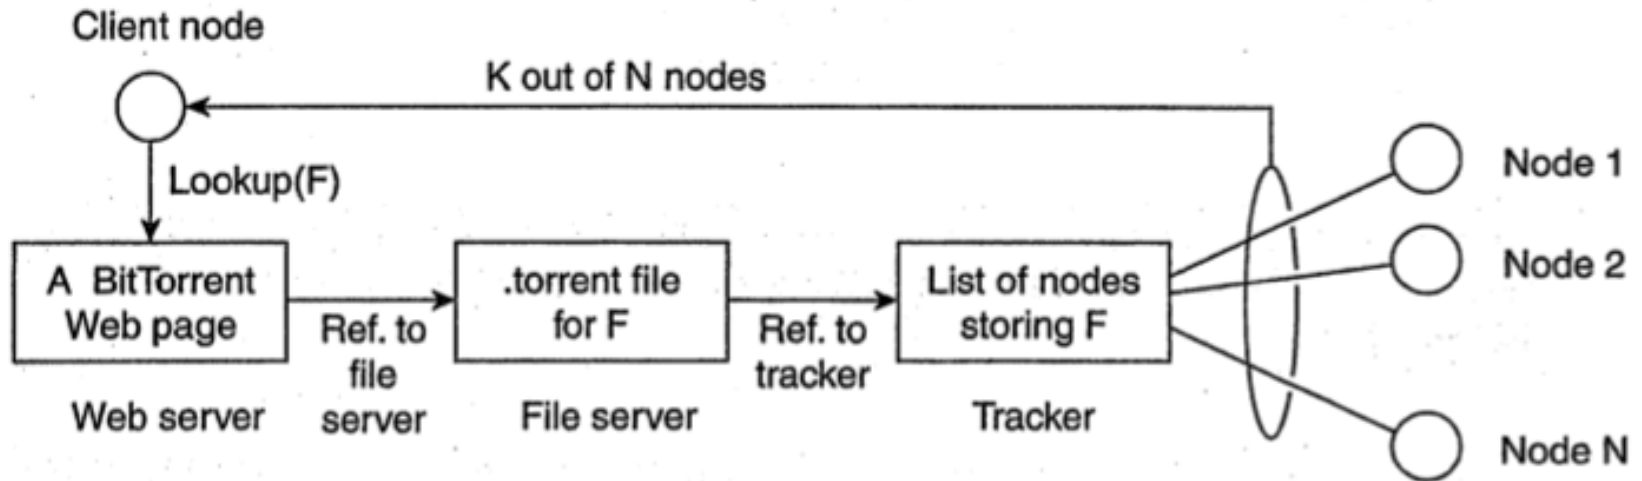 Client node
K out of N nodes
Lookup(F)
Node 1
Node 2
A BitTorrent
Web page
Ref. to
file
server
.torrent file
for F
Ref. to
tracker
List of nodes
storing F
Web server
File server
Tracker
Node N